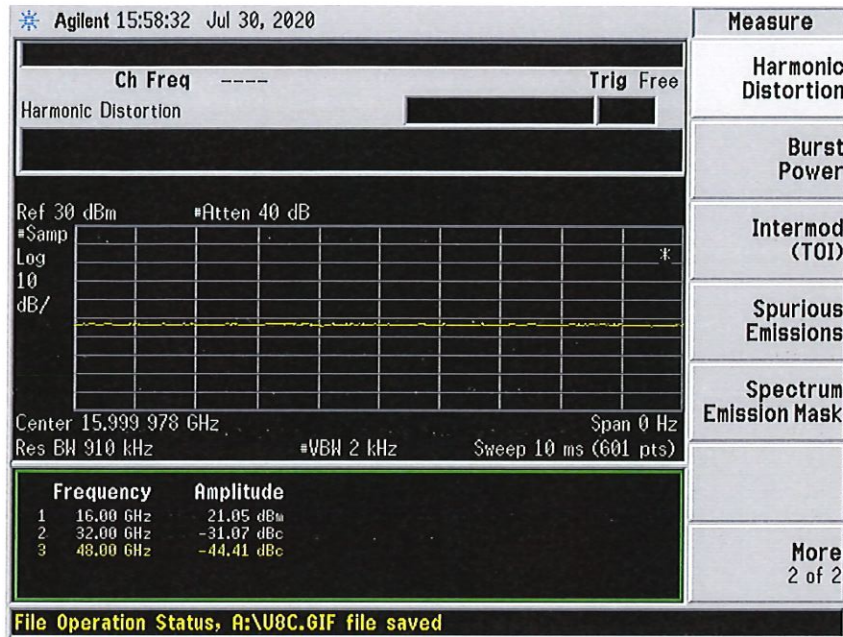 Agilent 15:58:32 Jul 30, 2020
Measure
Ch Freq ----
Trig Free
Harmonic Distortion
Harmonic
Distortion
Burst
Power
Intermod
(TOI)
Spurious
Emissions
Spectrum
Emission Mask
More
2 of 2
Ref 30 dBm #Atten 40 dB
#Samp
Log
10
dB/
*
Center 15.999 978 GHz Span 0 Hz
Res BW 910 kHz #VBW 2 kHz Sweep 10 ms (601 pts)
Frequency Amplitude
1 16.00 GHz 21.05 dBm
2 32.00 GHz -31.07 dBc
3 48.00 GHz -44.41 dBc
File Operation Status, A:\U8C.GIF file saved